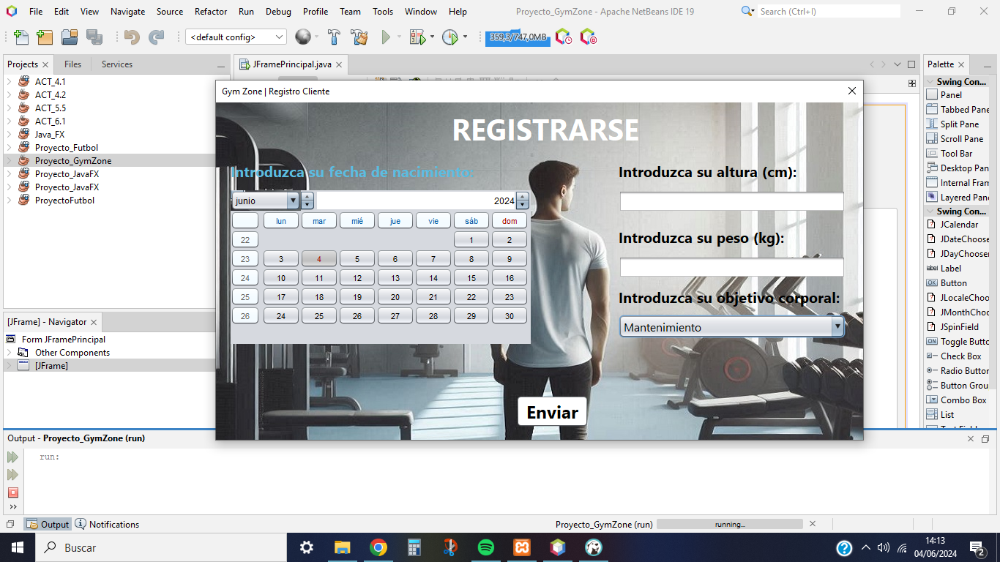 File Edit View Navigate Source Refactor Run Debug Profile Team Tools Window Help
Proyecto_GymZone - Apache NetBeans IDE 19
Search (Ctrl+I)
<default config>
359,3/747,0MB
Projects Files Services
JFramePrincipal.java
Palette
ACT_4.1
ACT_4.2
ACT_5.5
ACT_6.1
Java_FX
Proyecto_Futbol
Proyecto_GymZone
Proyecto_JavaFX
Proyecto_JavaFX
ProyectoFutbol
[JFrame] - Navigator
Form JFramePrincipal
Other Components
[JFrame]
Gym Zone | Registro Cliente
REGISTRARSE
Introduzca su fecha de nacimiento:
junio 2024
lun mar mié jue vie sáb dom
22 1 2
23 3 4 5 6 7 8 9
24 10 11 12 13 14 15 16
25 17 18 19 20 21 22 23
26 24 25 26 27 28 29 30
Introduzca su altura (cm):
Introduzca su peso (kg):
Introduzca su objetivo corporal:
Mantenimiento
Enviar
Swing Con...
Panel
Tabbed Pane
Split Pane
Scroll Pane
Tool Bar
Desktop Pan
Internal Fram
Layered Pan
Swing Con...
JCalendar
JDateChoose
JDayChooser
Label
Button
JLocaleChoo
JMonthChoo
JSpinField
Toggle Butto
Check Box
Radio Button
Button Grou
Combo Box
List
Output - Proyecto_GymZone (run)
run:
Output Notifications
Proyecto_GymZone (run) running...
Buscar
14:13
04/06/2024
2